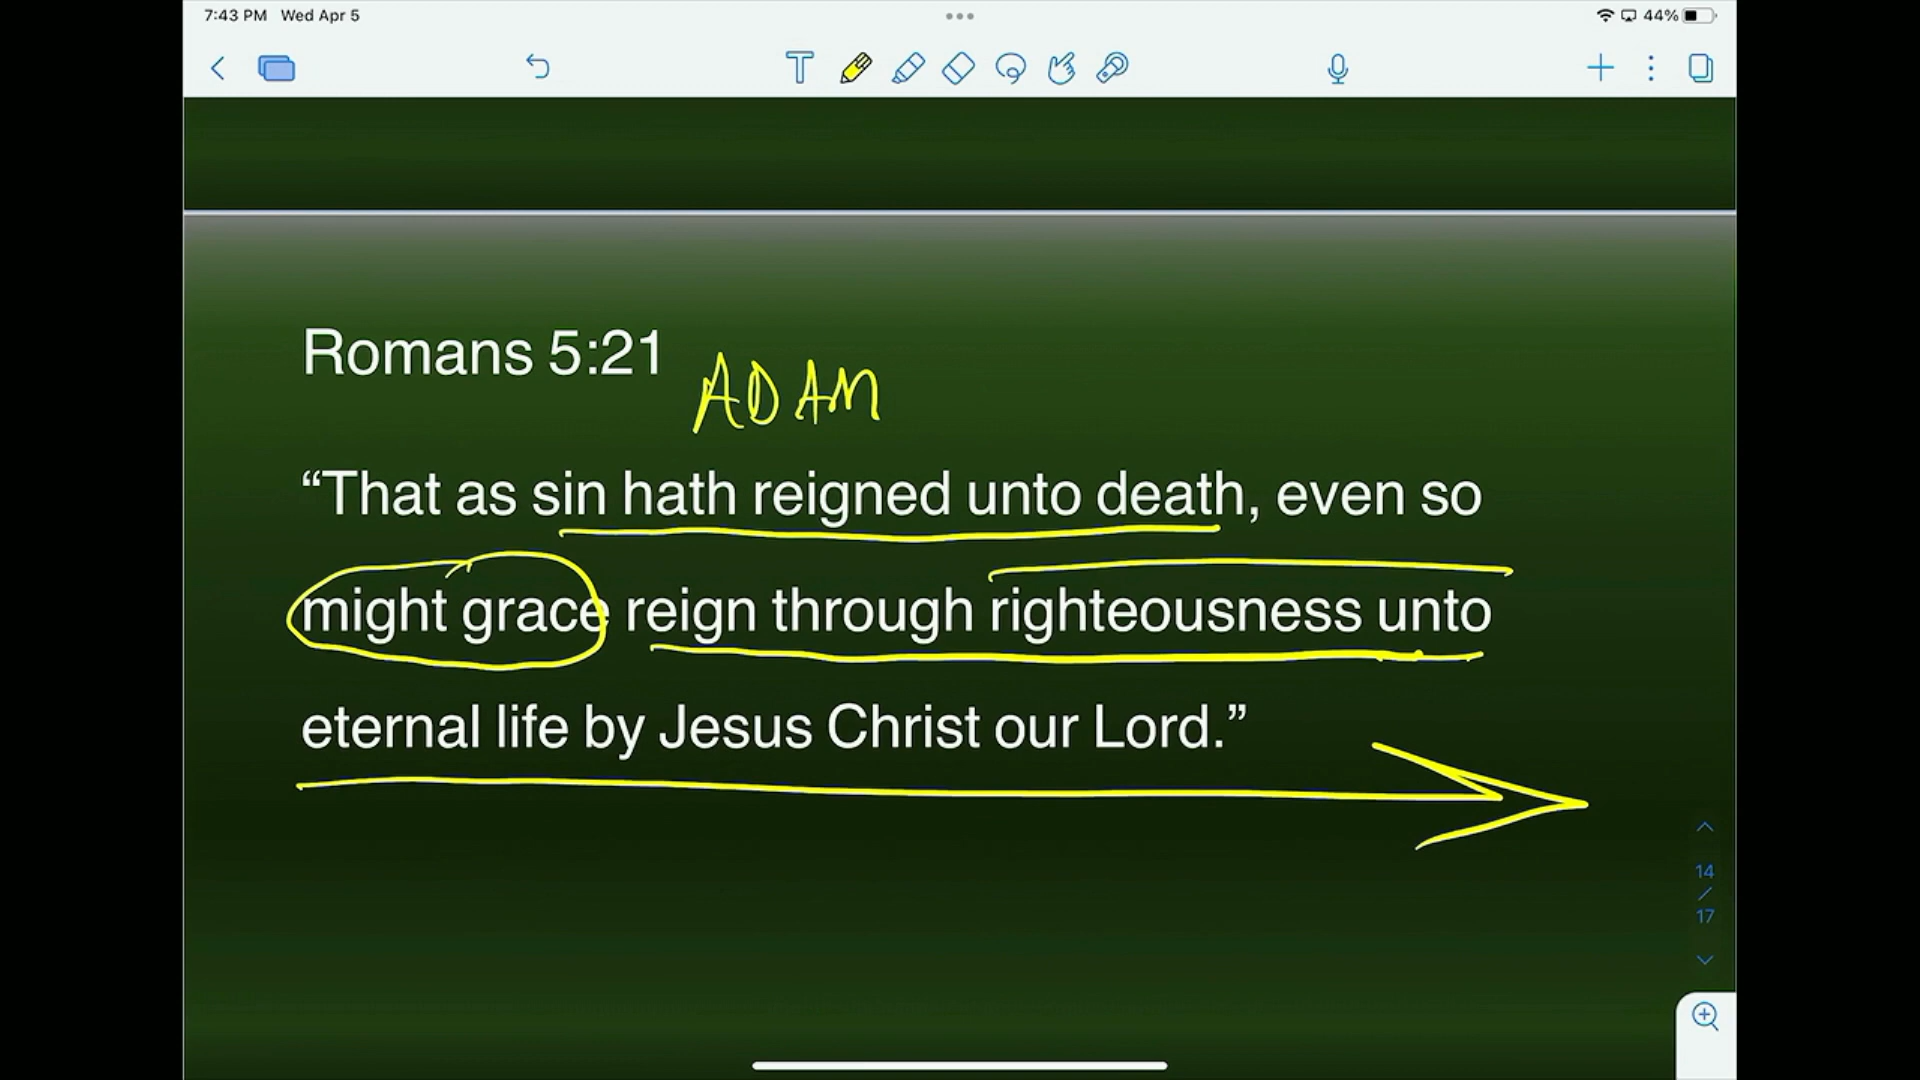 7:43 PM Wed Apr 5
44%
T
Romans 5:21
ADAM
“That as sin hath reigned unto death, even so
might grace reign through righteousness unto
eternal life by Jesus Christ our Lord.”
14
/
17